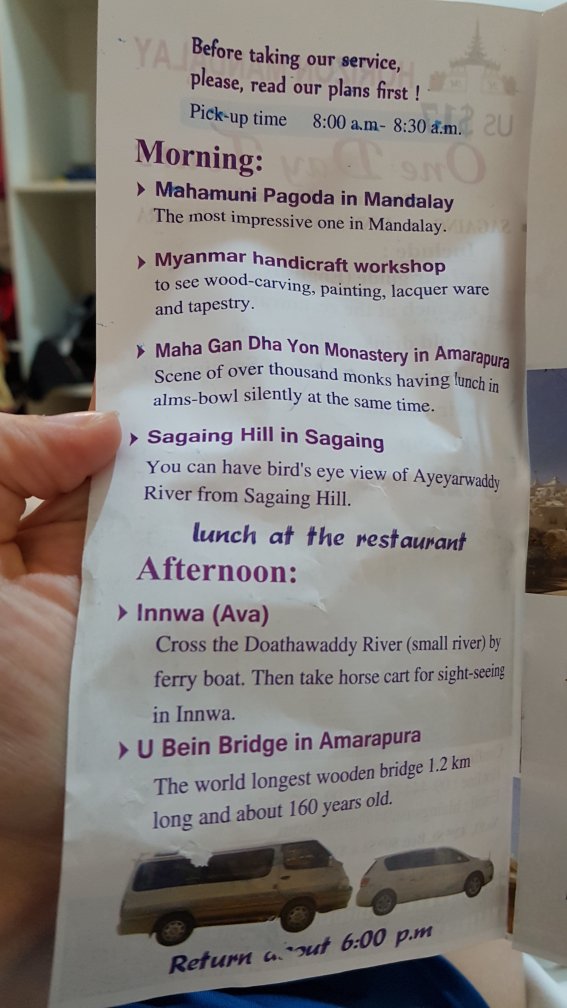 Before taking our service,
please, read our plans first !
Pick-up time 8:00 a.m- 8:30 a.m.
Morning:
Mahamuni Pagoda in Mandalay
The most impressive one in Mandalay.
Myanmar handicraft workshop
to see wood-carving, painting, lacquer ware
and tapestry.
Maha Gan Dha Yon Monastery in Amarapura
Scene of over thousand monks having lunch in
alms-bowl silently at the same time.
Sagaing Hill in Sagaing
You can have bird's eye view of Ayeyarwaddy
River from Sagaing Hill.
lunch at the restaurant
Afternoon:
Innwa (Ava)
Cross the Doathawaddy River (small river) by
ferry boat. Then take horse cart for sight-seeing
in Innwa.
U Bein Bridge in Amarapura
The world longest wooden bridge 1.2 km
long and about 160 years old.
Return about 6:00 p.m